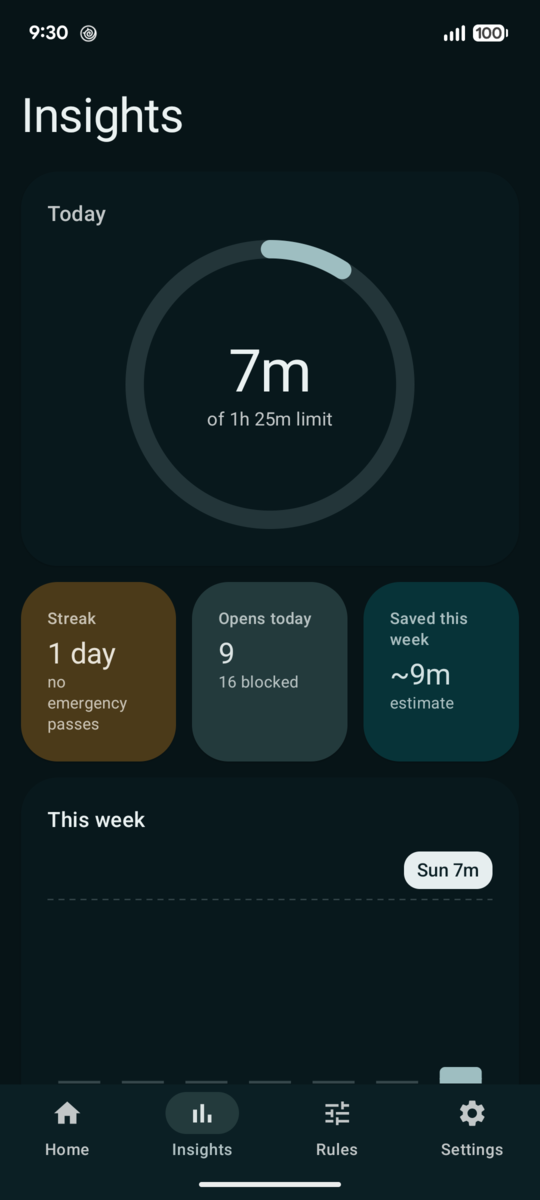 9:30
100
Insights
Today
7m
of 1h 25m limit
Streak
1 day
no
emergency
passes
Opens today
9
16 blocked
Saved this
week
~9m
estimate
This week
Sun 7m
Home
Insights
Rules
Settings